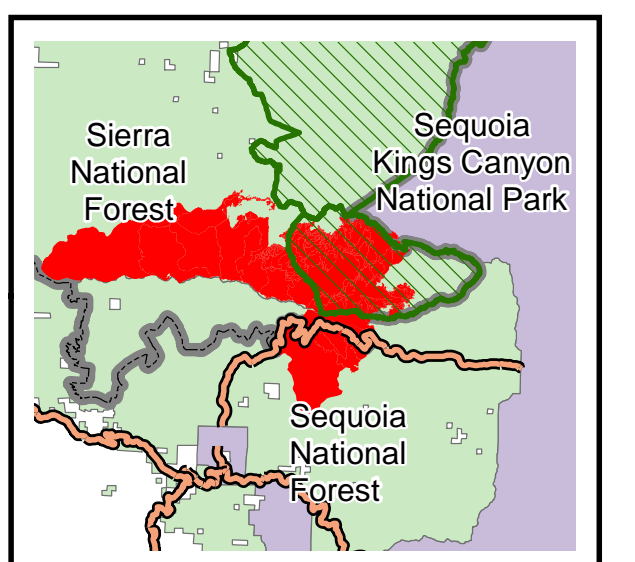 Sierra
National
Forest
Sequoia
Kings Canyon
National Park
Sequoia
National
Forest